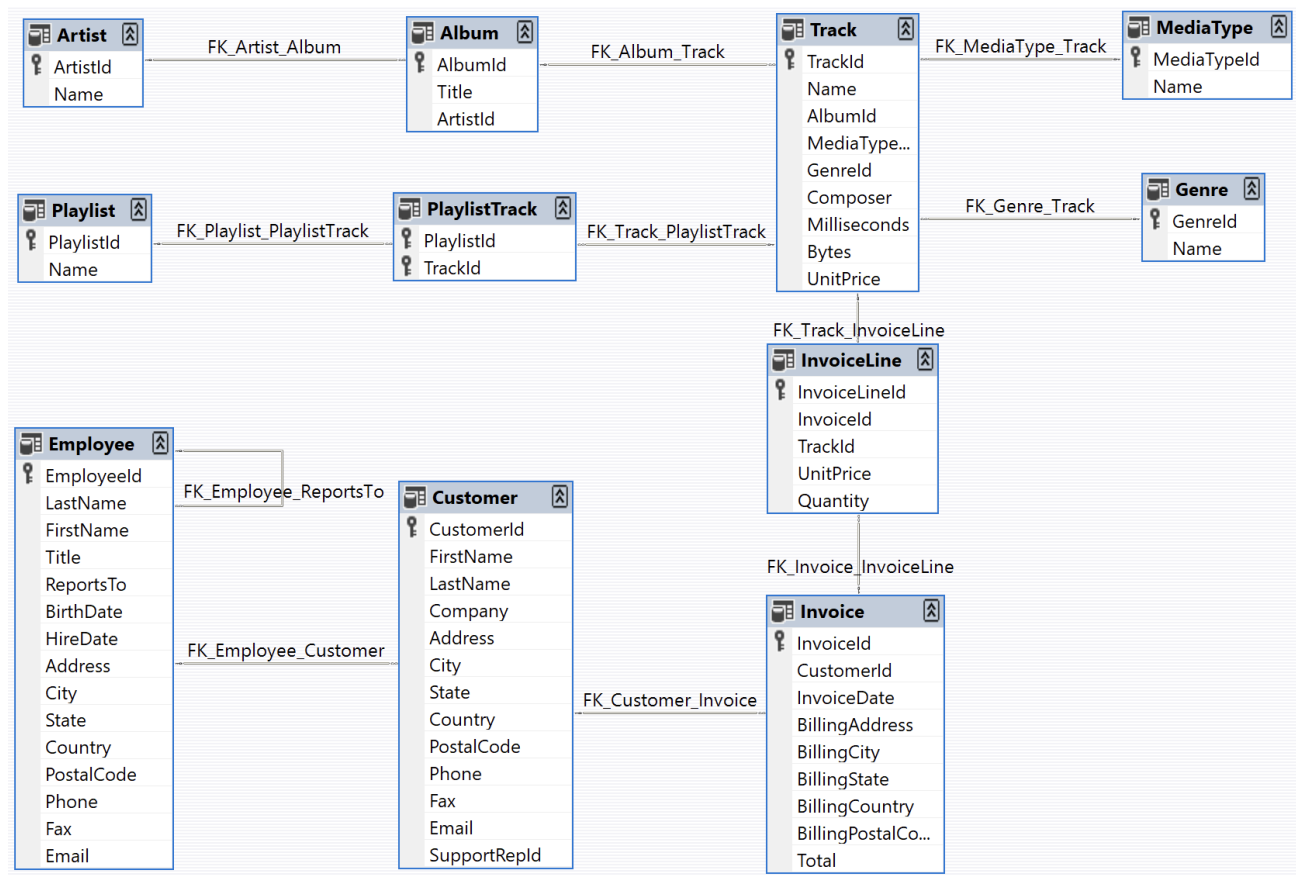 Artist
ArtistId
Name
FK_Artist_Album
Album
AlbumId
Title
ArtistId
FK_Album_Track
Track
TrackId
Name
AlbumId
MediaType...
GenreId
Composer
Milliseconds
Bytes
UnitPrice
FK_MediaType_Track
MediaType
MediaTypeId
Name
Playlist
PlaylistId
Name
FK_Playlist_PlaylistTrack
PlaylistTrack
PlaylistId
TrackId
FK_Track_PlaylistTrack
FK_Genre_Track
Genre
GenreId
Name
FK_Track_InvoiceLine
InvoiceLine
InvoiceLineId
InvoiceId
TrackId
UnitPrice
Quantity
Employee
EmployeeId
LastName
FirstName
Title
ReportsTo
BirthDate
HireDate
Address
City
State
Country
PostalCode
Phone
Fax
Email
FK_Employee_ReportsTo
FK_Employee_Customer
Customer
CustomerId
FirstName
LastName
Company
Address
City
State
Country
PostalCode
Phone
Fax
Email
SupportRepId
FK_Customer_Invoice
FK_Invoice_InvoiceLine
Invoice
InvoiceId
CustomerId
InvoiceDate
BillingAddress
BillingCity
BillingState
BillingCountry
BillingPostalCo...
Total